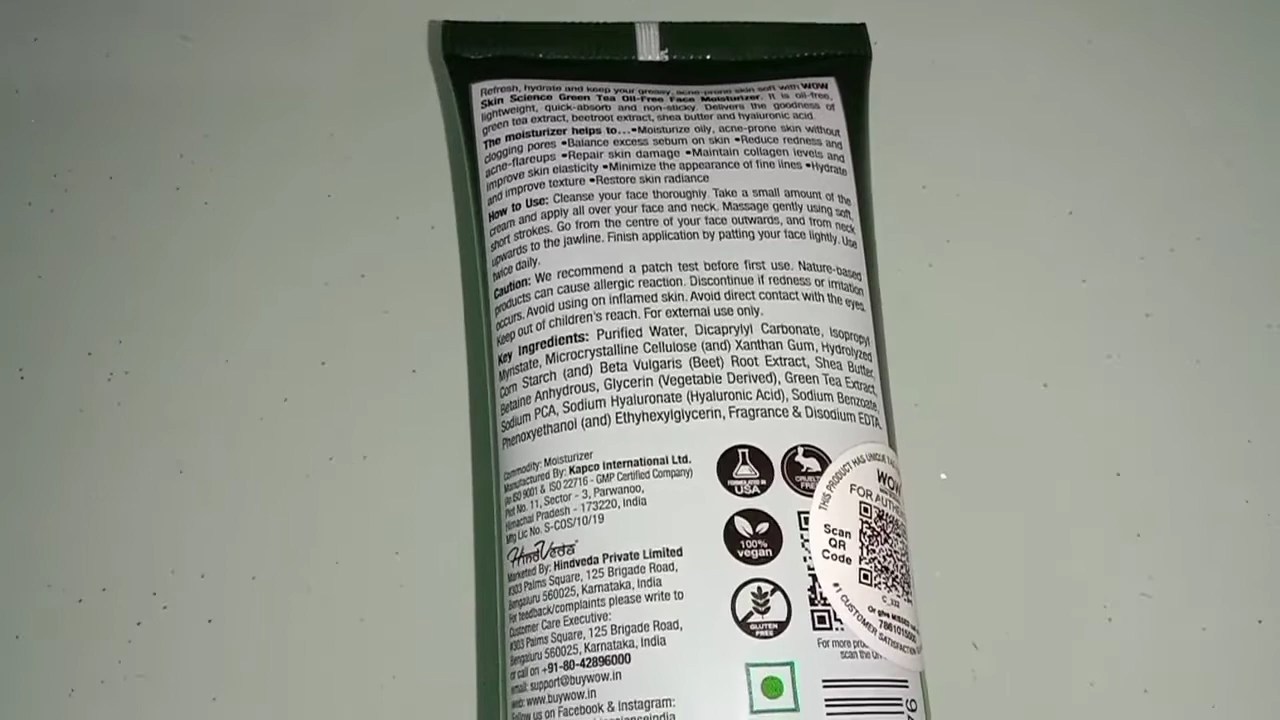 Refresh, hydrate and keep your greasy, acne-prone skin soft with WOW
Skin Science Green Tea Oil-Free Face Moisturizer. It is oil-free,
lightweight, quick-absorb and non-sticky. Delivers the goodness of
green tea extract, beetroot extract, shea butter and hyaluronic acid.
The moisturizer helps to...•Moisturize oily, acne-prone skin without
clogging pores •Balance excess sebum on skin •Reduce redness and
acne-flareups •Repair skin damage •Maintain collagen levels and
improve skin elasticity •Minimize the appearance of fine lines •Hydrate
and improve texture •Restore skin radiance
How to Use: Cleanse your face thoroughly. Take a small amount of the
cream and apply all over your face and neck. Massage gently using soft,
short strokes. Go from the centre of your face outwards, and from neck
upwards to the jawline. Finish application by patting your face lightly. Use
twice daily.
Caution: We recommend a patch test before first use. Nature-based
products can cause allergic reaction. Discontinue if redness or irritation
occurs. Avoid using on inflamed skin. Avoid direct contact with the eyes.
Keep out of children's reach. For external use only.
Key Ingredients: Purified Water, Dicaprylyl Carbonate, Isopropyl
Myristate, Microcrystalline Cellulose (and) Xanthan Gum, Hydrolyzed
Corn Starch (and) Beta Vulgaris (Beet) Root Extract, Shea Butter,
Betaine Anhydrous, Glycerin (Vegetable Derived), Green Tea Extract,
Sodium PCA, Sodium Hyaluronate (Hyaluronic Acid), Sodium Benzoate,
Phenoxyethanol (and) Ethyhexylglycerin, Fragrance & Disodium EDTA.
Commodity: Moisturizer
Manufactured By: Kapco International Ltd.
(An ISO 9001 & ISO 22716 - GMP Certified Company)
Plot No. 11, Sector - 3, Parwanoo,
Himachal Pradesh - 173220, India
Mfg Lic No. S-COS/10/19
HindVeda
Marketed By: Hindveda Private Limited
#303 Palms Square, 125 Brigade Road,
Bengaluru 560025, Karnataka, India
For feedback/complaints please write to
Customer Care Executive:
#303 Palms Square, 125 Brigade Road,
Bengaluru 560025, Karnataka, India
or call on +91-80-42896000
email: support@buywow.in
web: www.buywow.in
Follow us on Facebook & Instagram:
FORMULATED IN
USA
CRUELTY
FREE
100%
vegan
GLUTEN
FREE
THIS PRODUCT HAS UNIQUE
WOW
FOR
Scan
QR
Code
C_332
Or give
#1 CUSTOMER SATISFACTION
For more
scan the